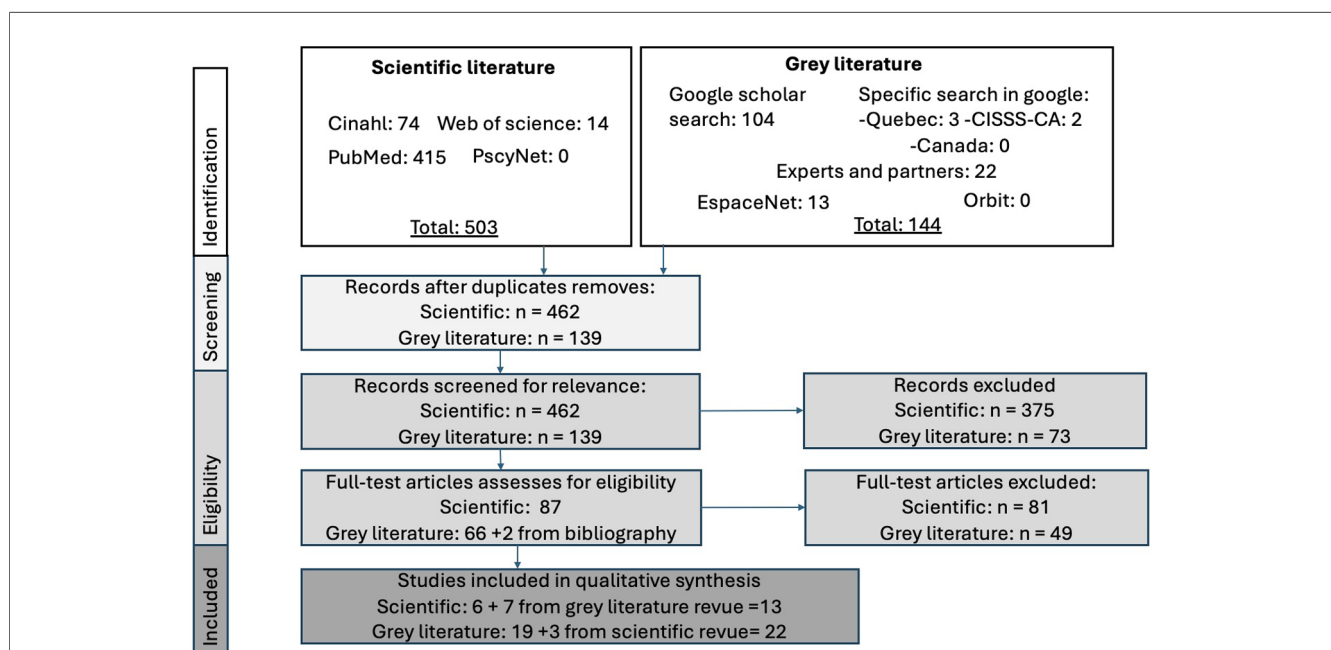 Identification
Scientific literature
Cinahl: 74 Web of science: 14
PubMed: 415 PscyNet: 0
Total: 503
Grey literature
Google scholar
search: 104
Specific search in google:
-Quebec: 3 -CISSS-CA: 2
-Canada: 0
Experts and partners: 22
EspaceNet: 13 Orbit: 0
Total: 144
Screening
Records after duplicates removes:
Scientific: n = 462
Grey literature: n = 139
Eligibility
Records screened for relevance:
Scientific: n = 462
Grey literature: n = 139
Records excluded
Scientific: n = 375
Grey literature: n = 73
Full-test articles assesses for eligibility
Scientific: 87
Grey literature: 66 +2 from bibliography
Full-test articles excluded:
Scientific: n = 81
Grey literature: n = 49
Included
Studies included in qualitative synthesis
Scientific: 6 + 7 from grey literature revue =13
Grey literature: 19 +3 from scientific revue= 22